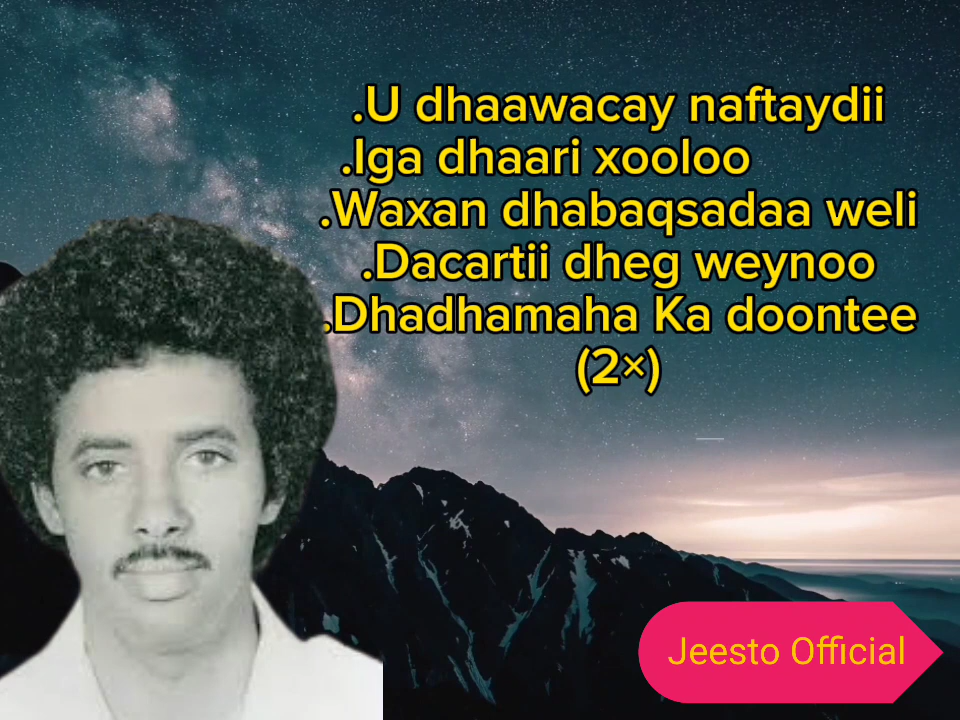 .U dhaawacay naftaydii
.Iga dhaari xooloo
.Waxan dhabaqsadaa weli
.Dacartii dheg weynoo
.Dhadhamaha Ka doontee
(2×)
Jeesto Official